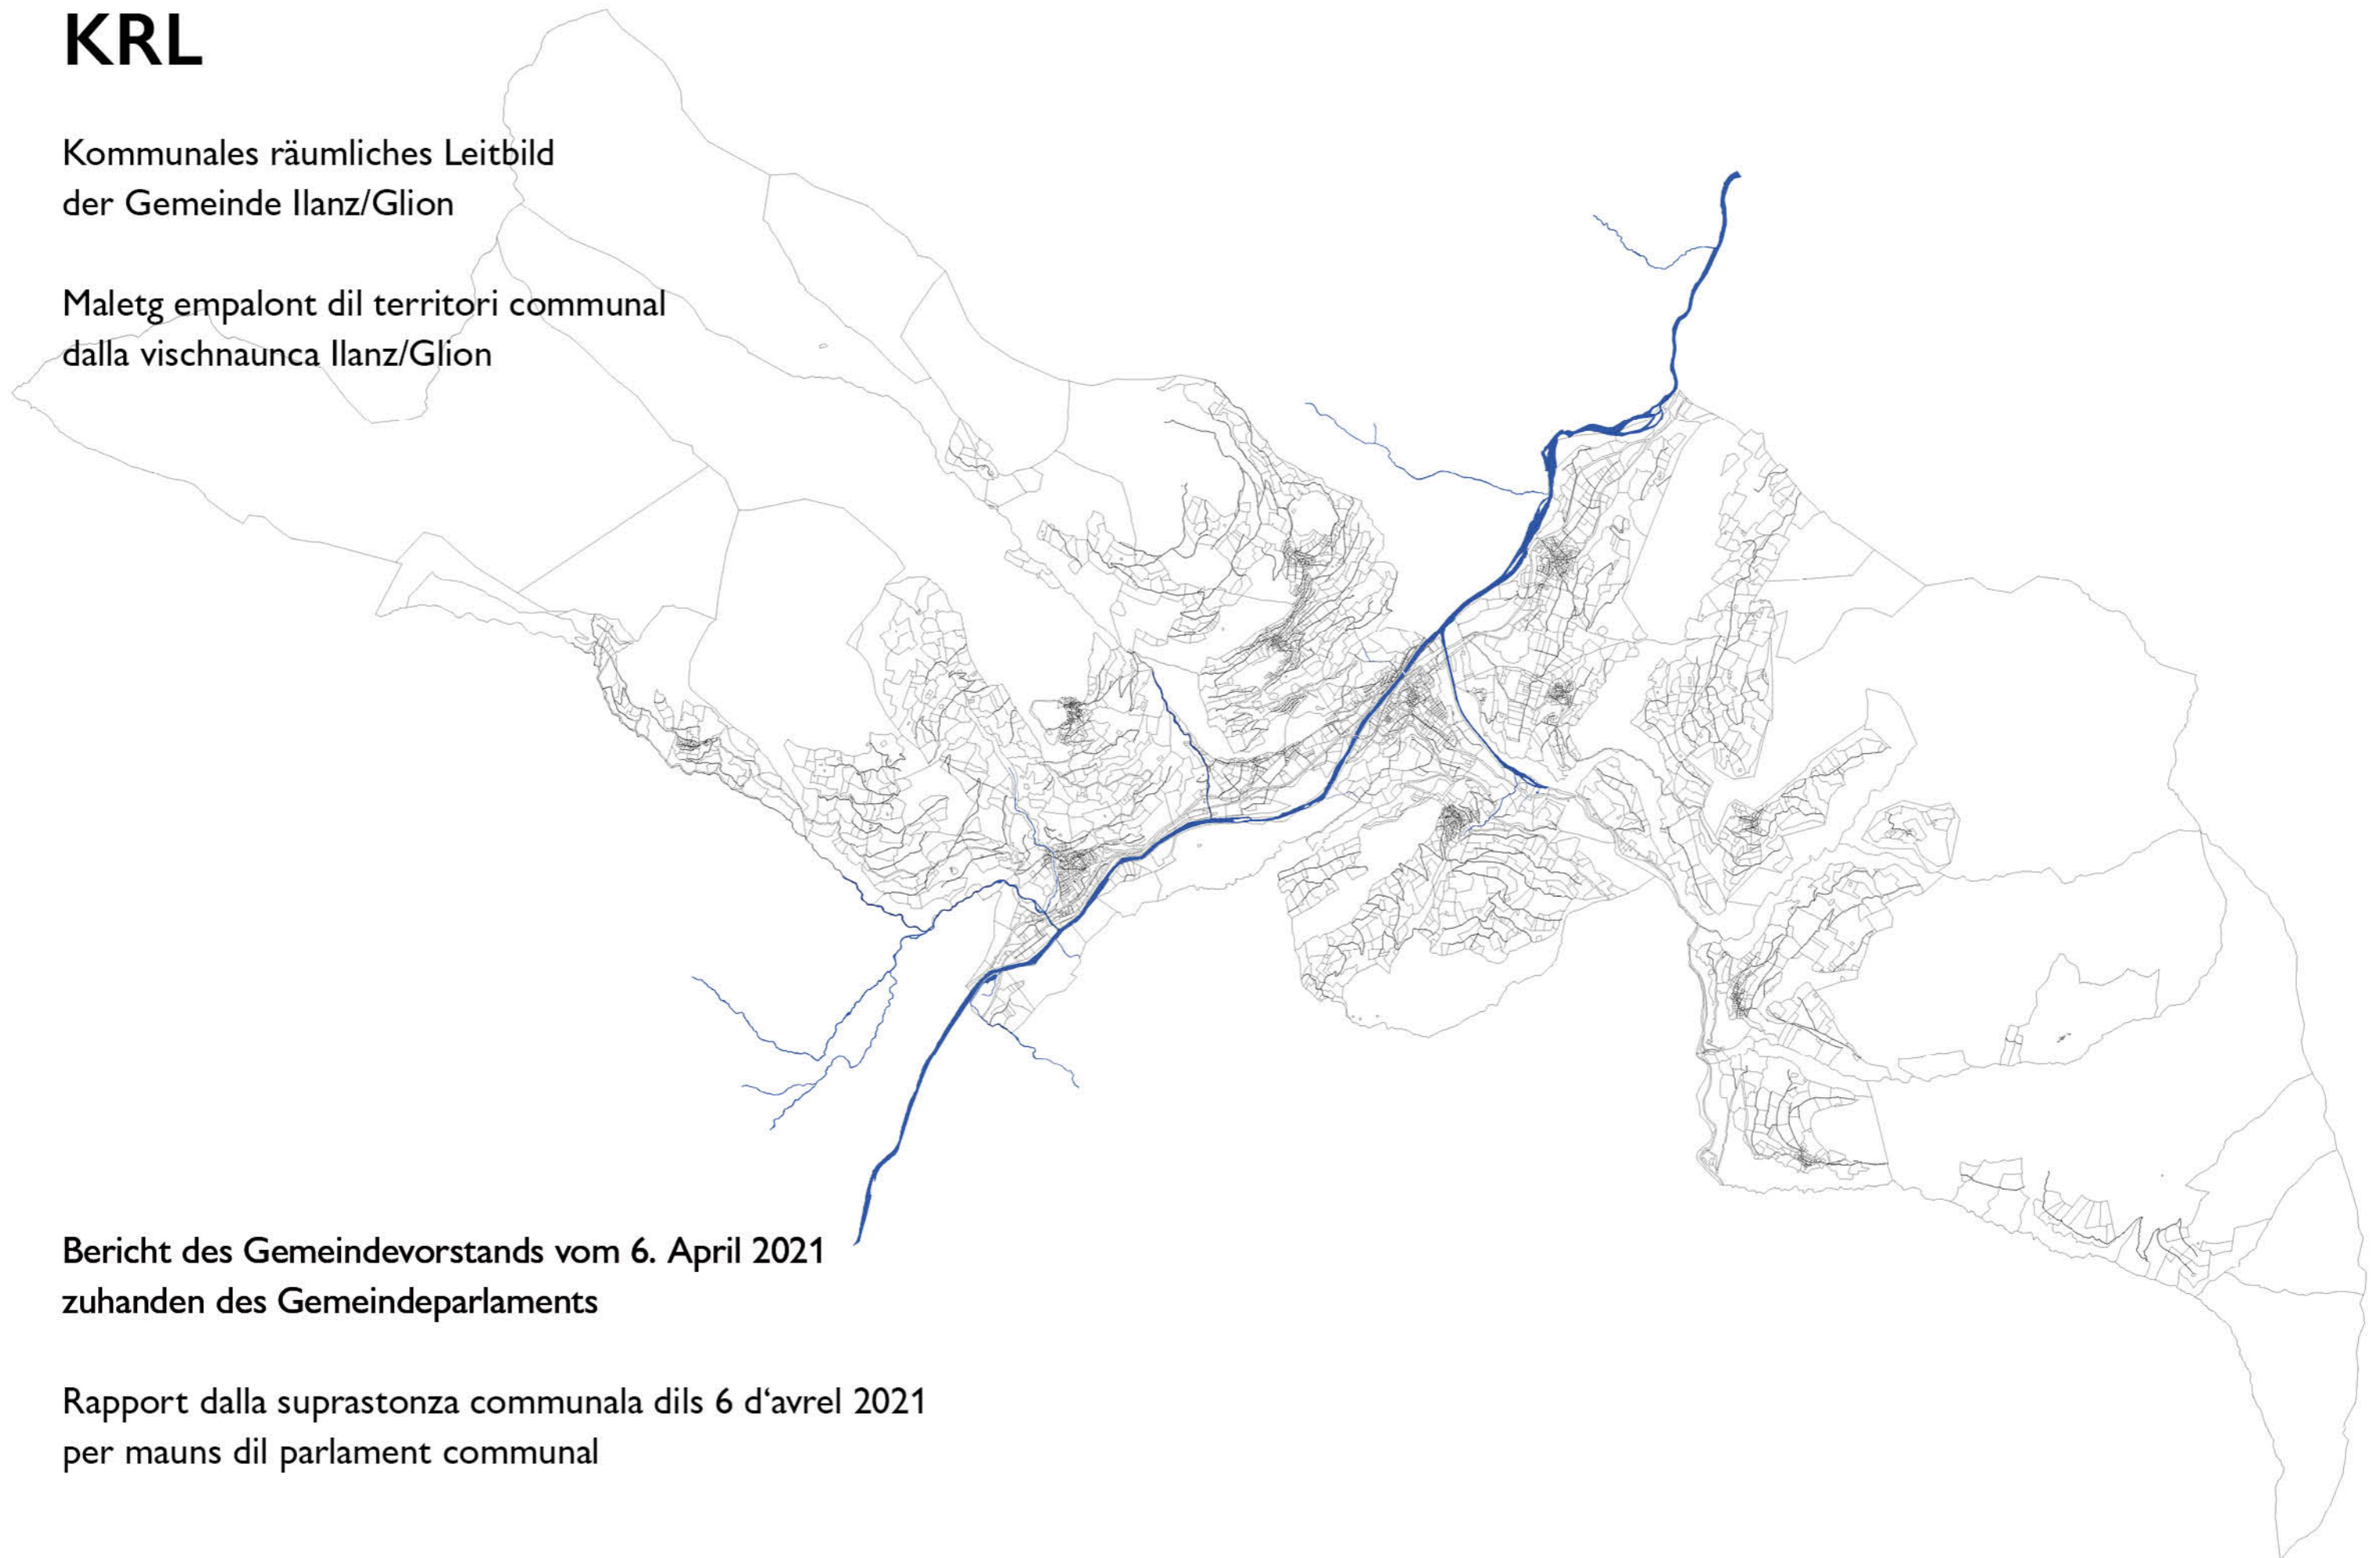 KRL
Kommunales räumliches Leitbild
der Gemeinde Ilanz/Glion
Maletg empalont dil territori communal
dalla vischnaunca Ilanz/Glion
Bericht des Gemeindevorstands vom 6. April 2021
zuhanden des Gemeindeparlaments
Rapport dalla suprastonza communala dils 6 d‘avrel 2021
per mauns dil parlament communal